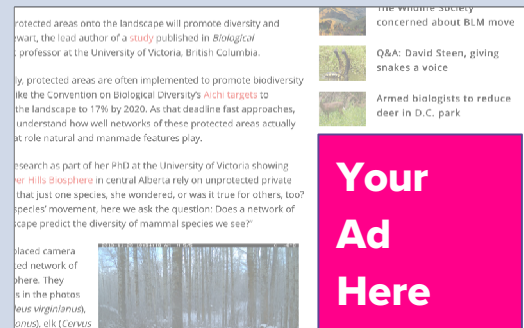 rotected areas onto the landscape will promote diversity and
wart, the lead author of a study published in Biological
professor at the University of Victoria, British Columbia.
ly, protected areas are often implemented to promote biodiversity
ike the Convention on Biological Diversity's Aichi targets to
the landscape to 17% by 2020. As that deadline fast approaches,
understand how well networks of these protected areas actually
at role natural and manmade features play.
esearch as part of her PhD at the University of Victoria showing
er Hills Biosphere in central Alberta rely on unprotected private
that just one species, she wondered, or was it true for others, too?
species' movement, here we ask the question: Does a network of
scape predict the diversity of mammal species we see?"
placed camera
ted network of
phere. They
s in the photos
leus virginianus),
onus), elk (Cervus
The Wildlife Society
concerned about BLM move
Q&A: David Steen, giving
snakes a voice
Armed biologists to reduce
deer in D.C. park
Your
Ad
Here